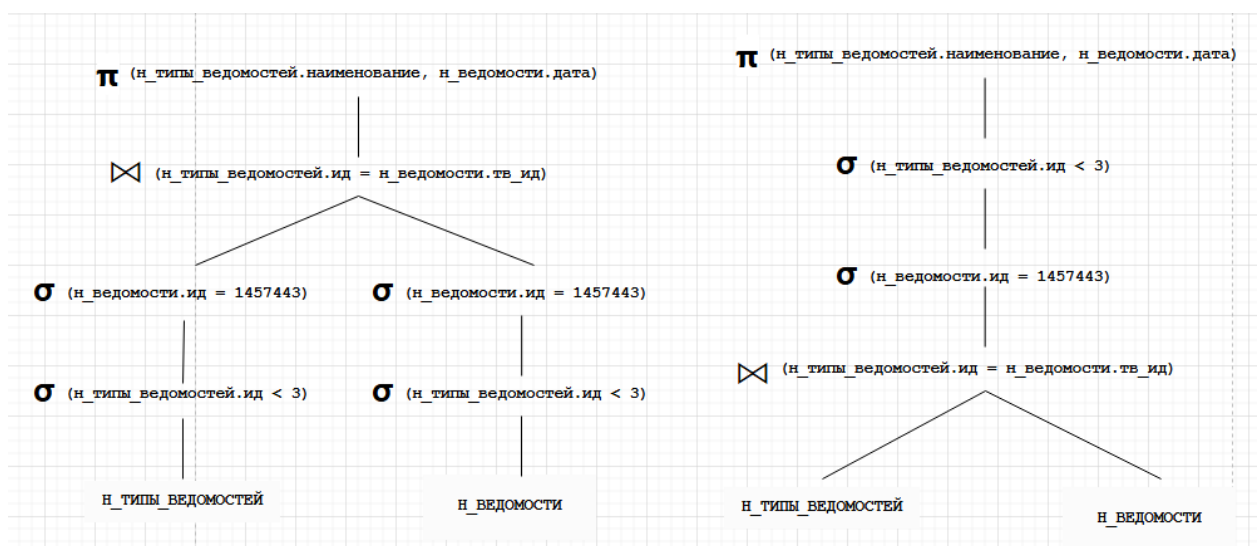 π (н_типы_ведомостей.наименование, н_ведомости.дата)
⋈ (н_типы_ведомостей.ид = н_ведомости.тв_ид)
σ (н_ведомости.ид = 1457443)
σ (н_ведомости.ид = 1457443)
σ (н_типы_ведомостей.ид < 3)
σ (н_типы_ведомостей.ид < 3)
Н_ТИПЫ_ВЕДОМОСТЕЙ
Н_ВЕДОМОСТИ
π (н_типы_ведомостей.наименование, н_ведомости.дата)
σ (н_типы_ведомостей.ид < 3)
σ (н_ведомости.ид = 1457443)
⋈ (н_типы_ведомостей.ид = н_ведомости.тв_ид)
Н_ТИПЫ_ВЕДОМОСТЕЙ
Н_ВЕДОМОСТИ